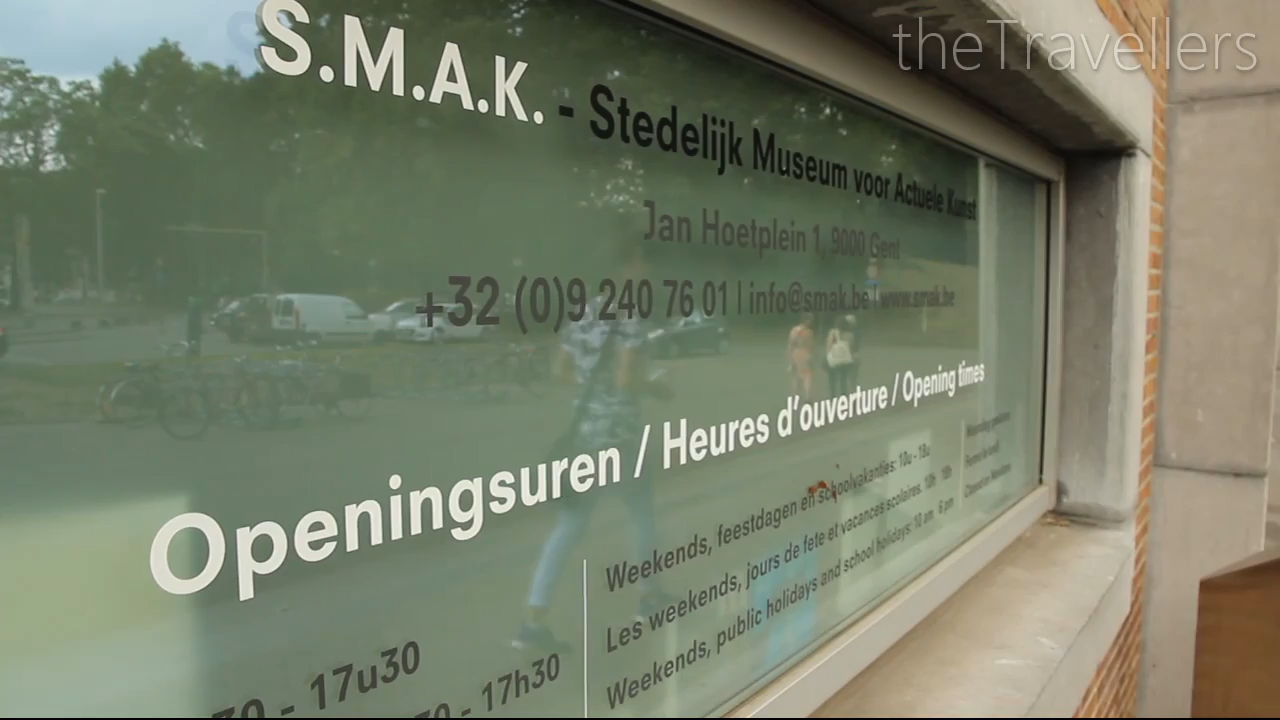 theTravellers
S.M.A.K. - Stedelijk Museum voor Actuele Kunst
Jan Hoetplein 1, 9000 Gent
+32 (0)9 240 76 01 | info@smak.be | www.smak.be
Openingsuren / Heures d'ouverture / Opening times
Weekends, feestdagen en schoolvakanties: 10u - 18u
Les weekends, jours de fete et vacances scolaires. 10h 18h
Weekends, public holidays and school holidays: 10 am 6 pm
30 - 17u30
30 - 17h30